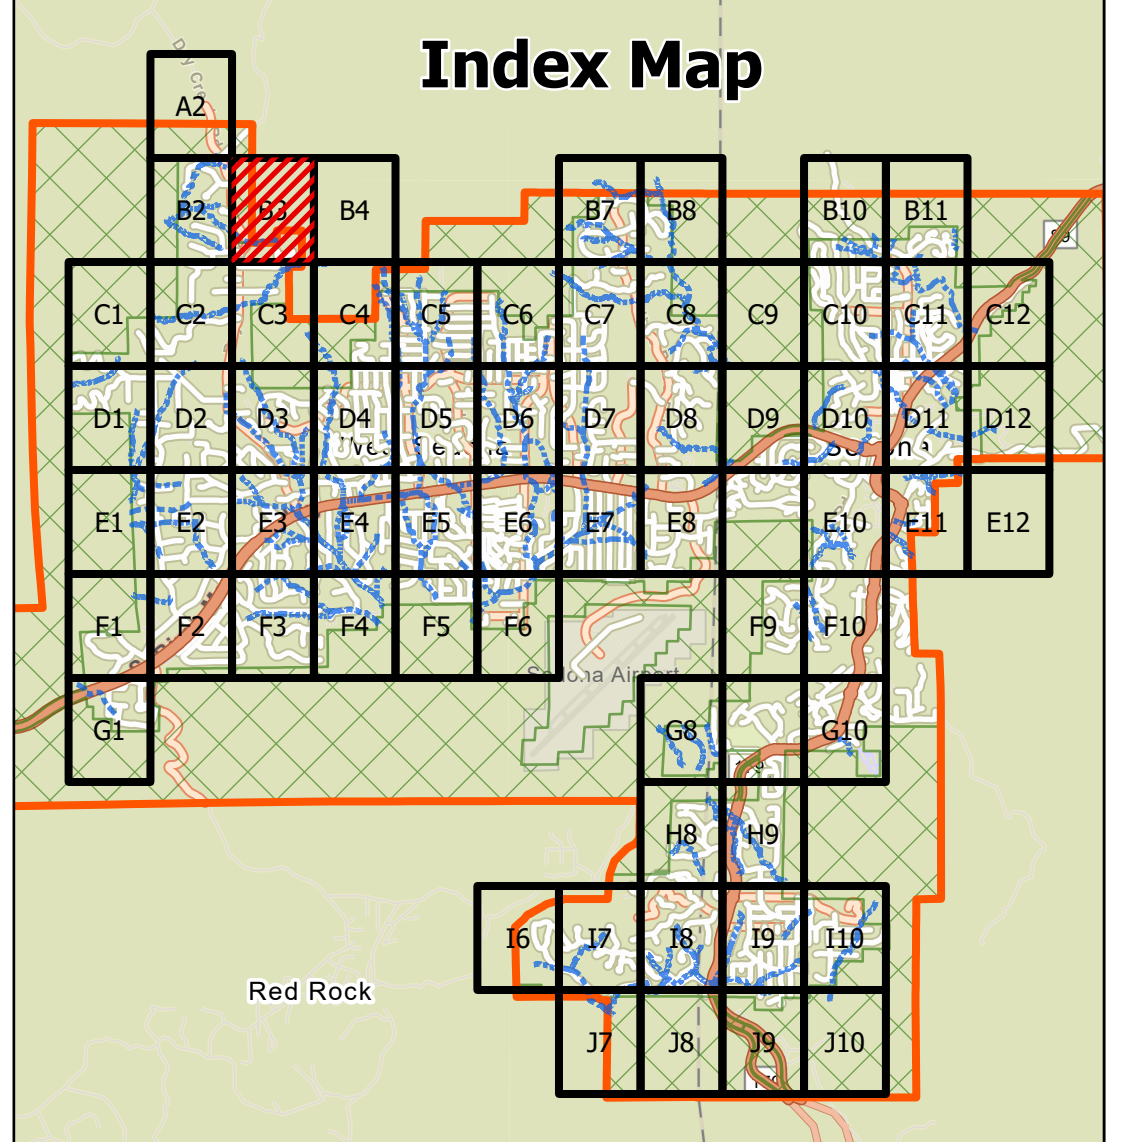 Index Map
A2
B2 B3 B4 B7 B8 B10 B11
C1 C2 C3 C4 C5 C6 C7 C8 C9 C10 C11 C12
D1 D2 D3 D4 D5 D6 D7 D8 D9 D10 D11 D12
E1 E2 E3 E4 E5 E6 E7 E8 E10 E11 E12
F1 F2 F3 F4 F5 F6 F9 F10
Sedona Airport
G1 G8 G10
H8 H9
I6 I7 I8 I9 I10
Red Rock
J7 J8 J9 J10